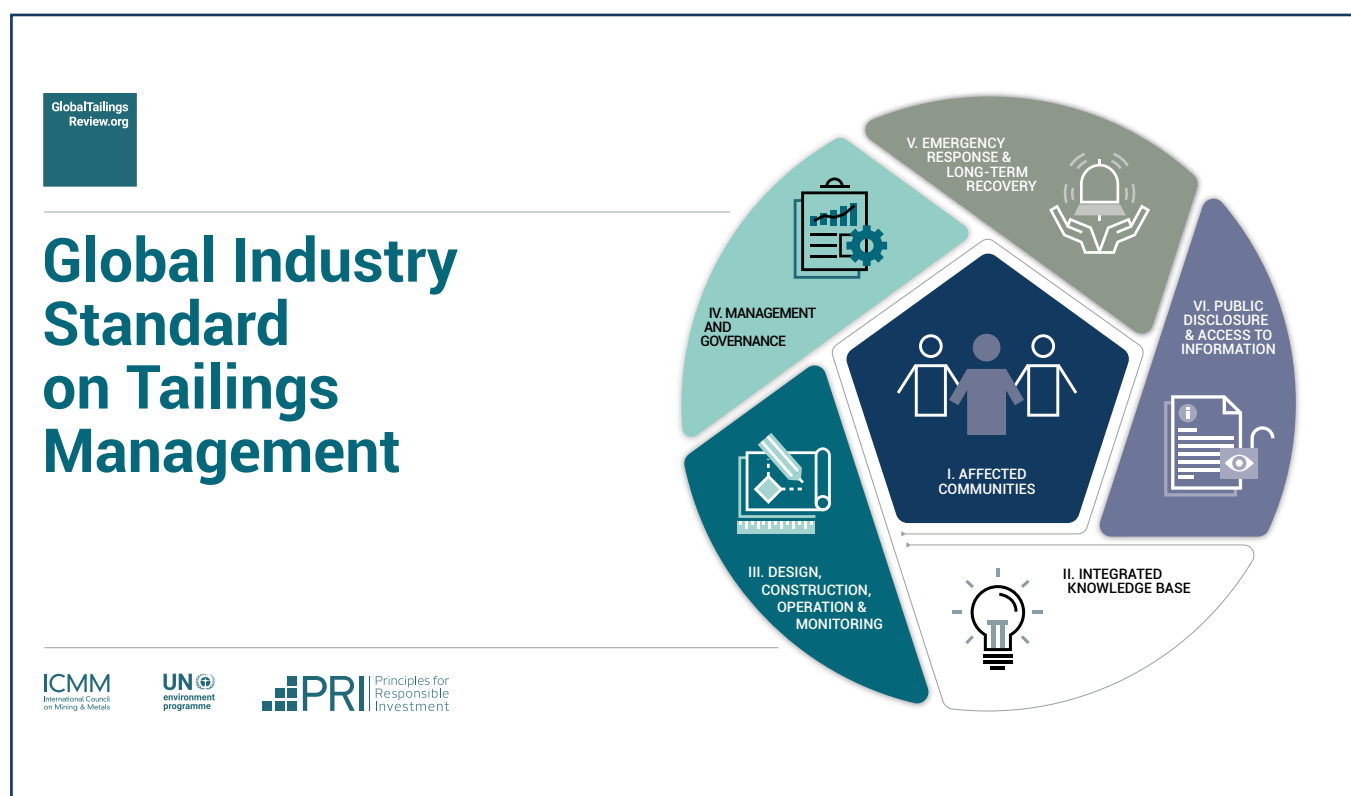 GlobalTailings
Review.org
Global Industry
Standard
on Tailings
Management
ICMM
International Council
on Mining & Metals
UN
environment
programme
PRI
Principles for
Responsible
Investment
I. AFFECTED
COMMUNITIES
II. INTEGRATED
KNOWLEDGE BASE
III. DESIGN,
CONSTRUCTION,
OPERATION &
MONITORING
IV. MANAGEMENT
AND
GOVERNANCE
V. EMERGENCY
RESPONSE &
LONG-TERM
RECOVERY
VI. PUBLIC
DISCLOSURE
& ACCESS TO
INFORMATION
i